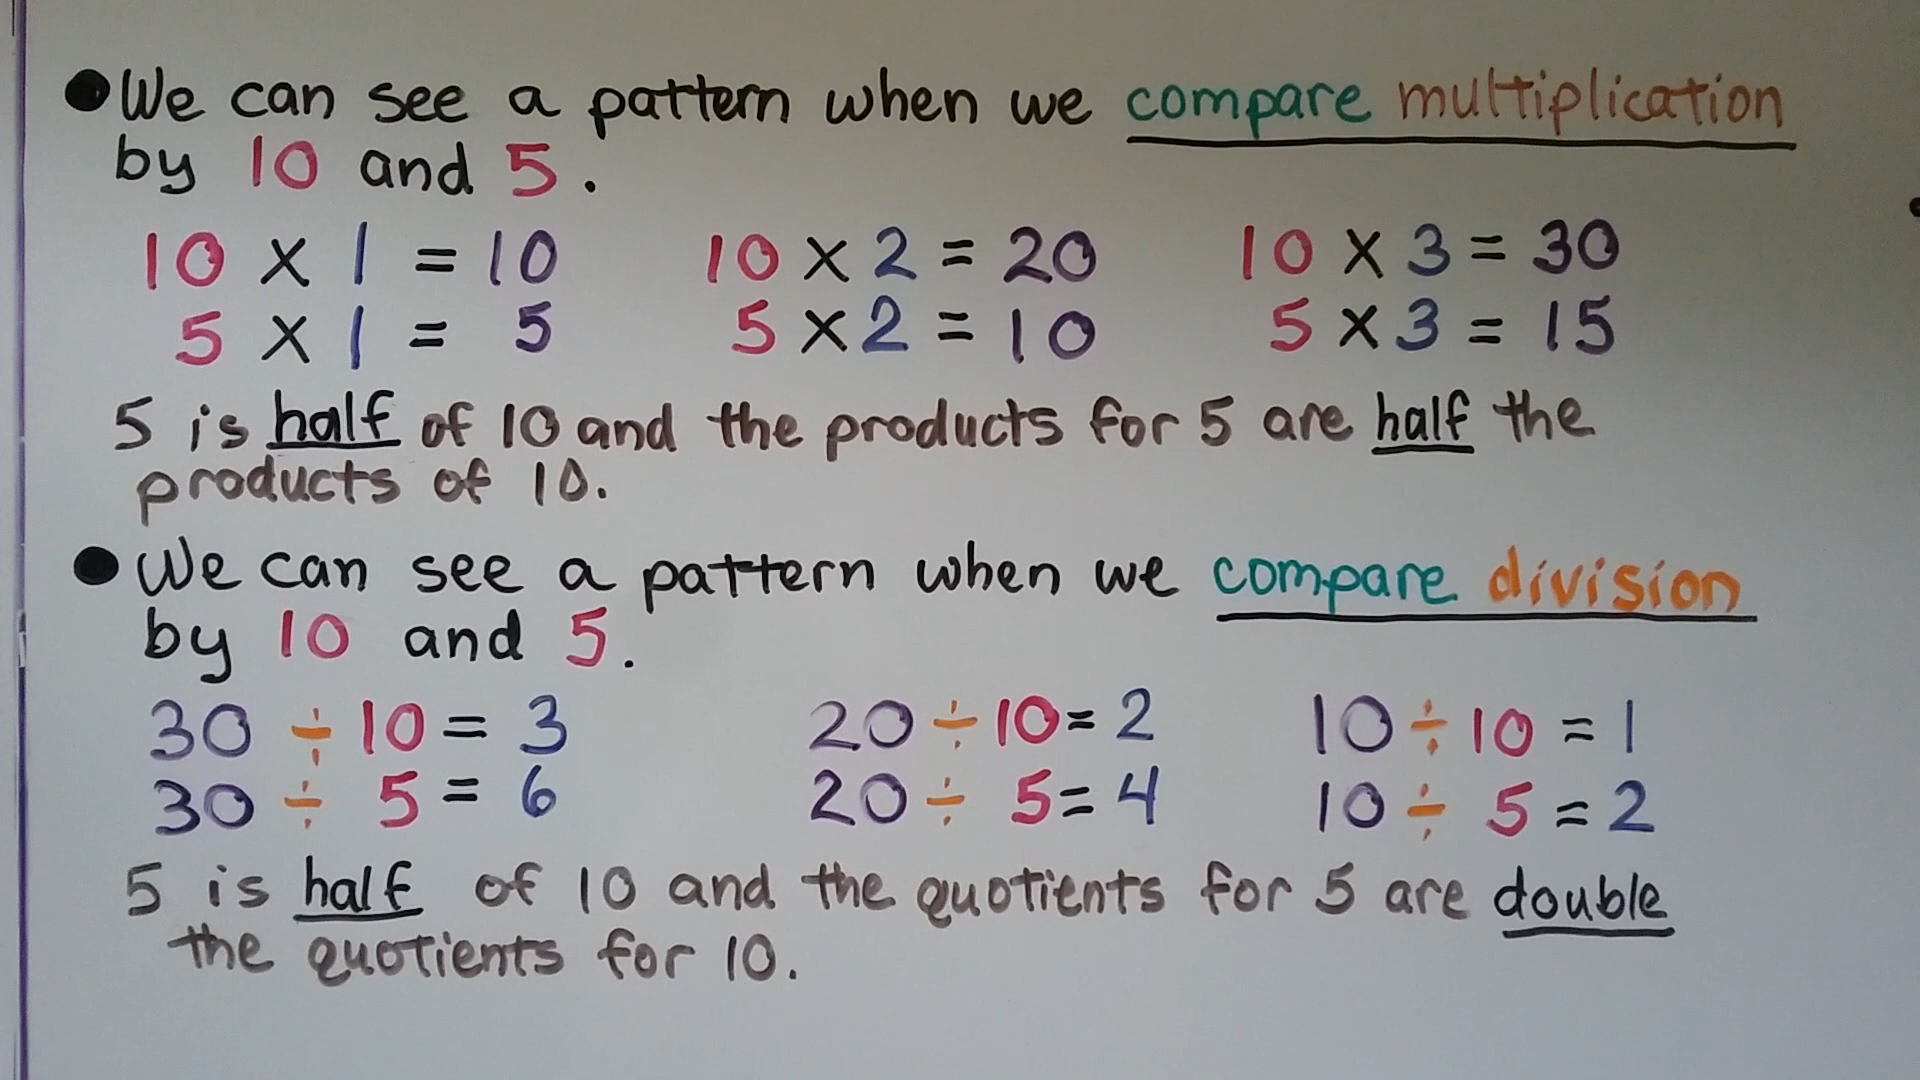 ●We can see a pattern when we compare multiplication
by 10 and 5.
10 × 1 = 10 10 × 2 = 20 10 × 3 = 30
5 × 1 = 5 5 × 2 = 10 5 × 3 = 15
5 is half of 10 and the products for 5 are half the
products of 10.
●We can see a pattern when we compare division
by 10 and 5.
30 ÷ 10 = 3 20 ÷ 10 = 2 10 ÷ 10 = 1
30 ÷ 5 = 6 20 ÷ 5 = 4 10 ÷ 5 = 2
5 is half of 10 and the quotients for 5 are double
the quotients for 10.